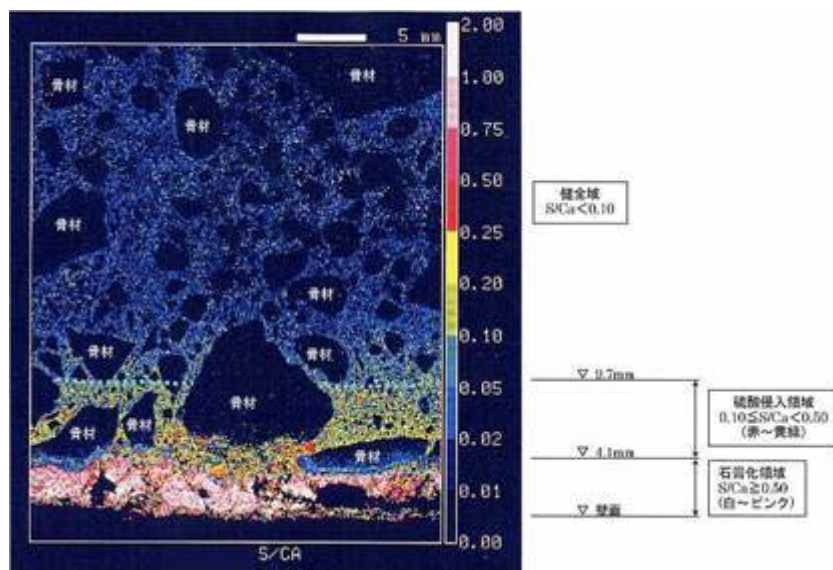 5 mm
2.00
1.00
0.75
0.50
0.25
0.20
0.10
0.05
0.02
0.01
0.00
骨材
骨材
骨材
骨材
骨材
骨材
骨材
骨材
骨材
骨材
S/CA
健全域
S/Ca<0.10
▽ 9.7mm
硫酸侵入領域
0.10≦S/Ca<0.50
(赤～黄緑)
▽ 4.1mm
石膏化領域
S/Ca≧0.50
(白～ピンク)
▽ 壁面